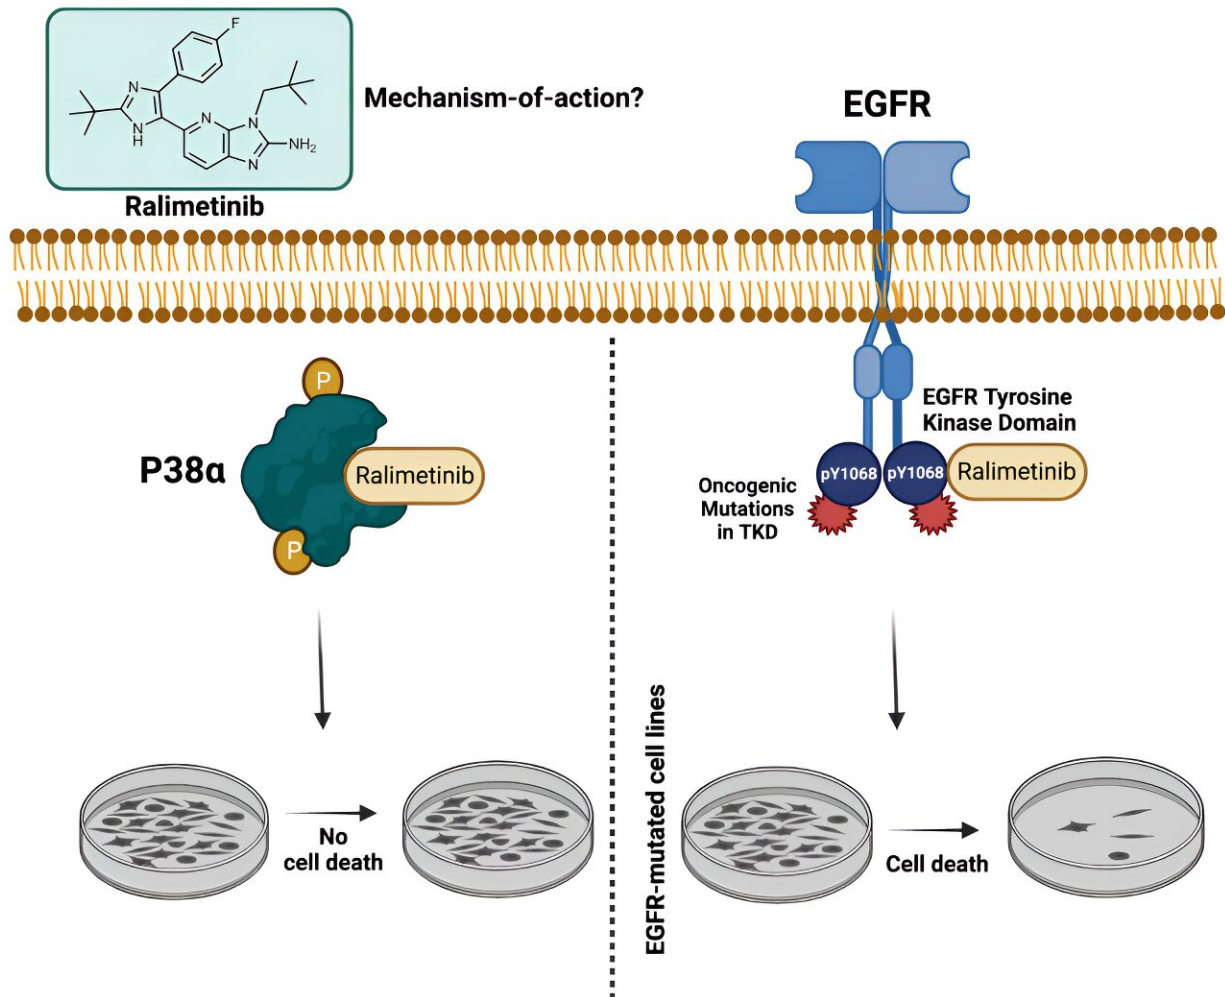 F
N
N
H
N
N
N
NH2
Ralimetinib
Mechanism-of-action?
EGFR
P
P38α
Ralimetinib
P
EGFR Tyrosine
Kinase Domain
pY1068
pY1068
Ralimetinib
Oncogenic
Mutations
in TKD
No
cell death
EGFR-mutated cell lines
Cell death